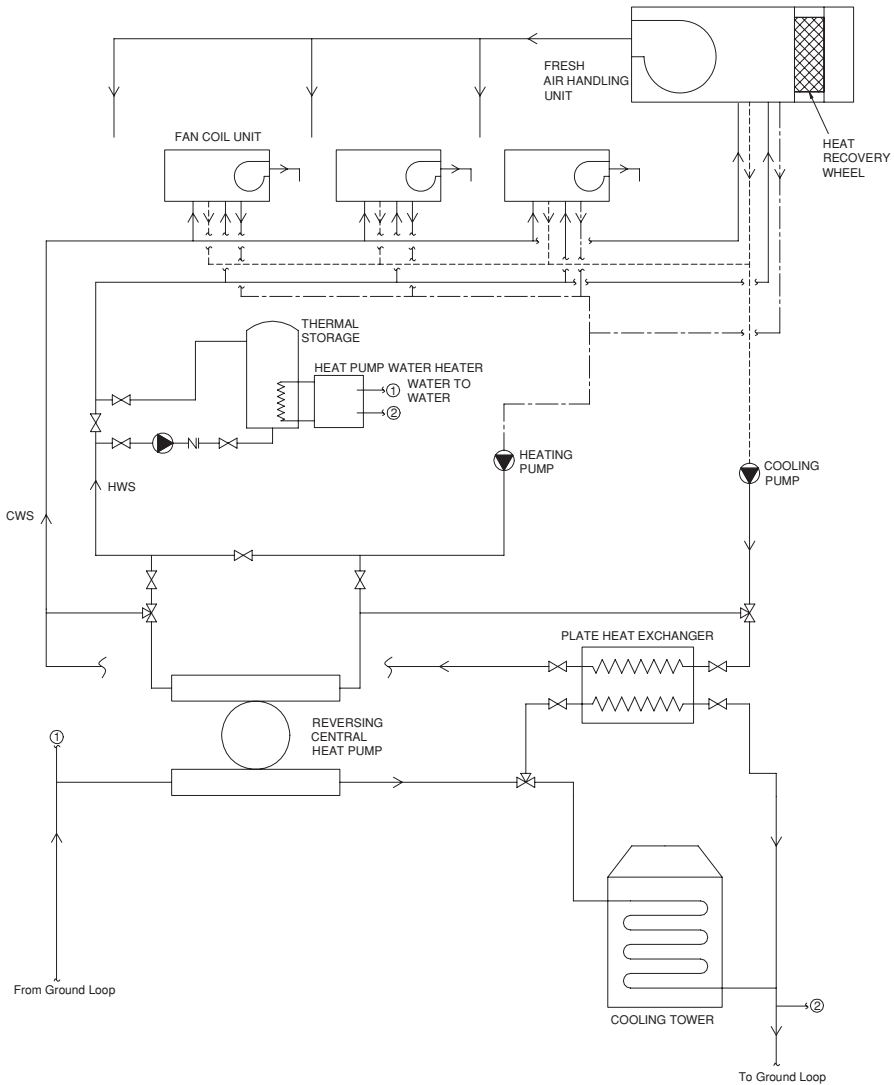 FRESH
AIR HANDLING
UNIT
FAN COIL UNIT
HEAT
RECOVERY
WHEEL
THERMAL
STORAGE
HEAT PUMP WATER HEATER
① WATER TO
WATER
②
HEATING
PUMP
COOLING
PUMP
HWS
CWS
PLATE HEAT EXCHANGER
REVERSING
CENTRAL
HEAT PUMP
①
From Ground Loop
COOLING TOWER
②
To Ground Loop